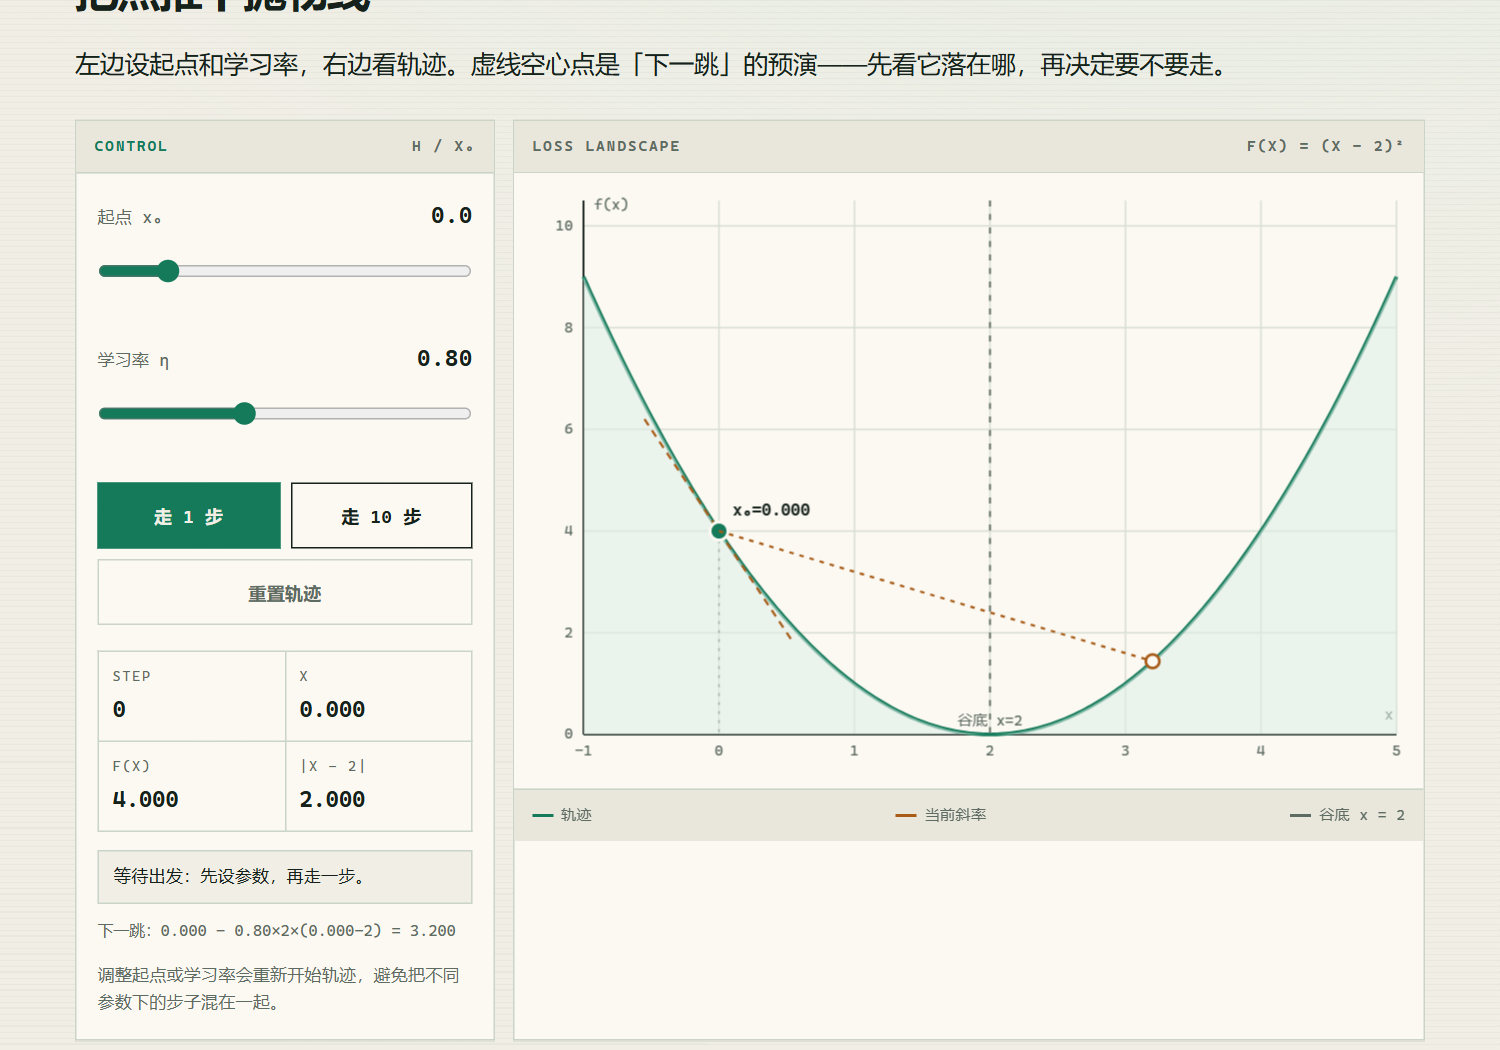 把点推下抛物线
左边设起点和学习率，右边看轨迹。虚线空心点是「下一跳」的预演——先看它落在哪，再决定要不要走。
CONTROL
H / X₀
起点 x₀
0.0
学习率 η
0.80
走 1 步
走 10 步
重置轨迹
STEP
0
X
0.000
F(X)
4.000
|X − 2|
2.000
等待出发：先设参数，再走一步。
下一跳：0.000 − 0.80×2×(0.000−2) = 3.200
调整起点或学习率会重新开始轨迹，避免把不同
参数下的步子混在一起。
LOSS LANDSCAPE
F(X) = (X − 2)²
f(x)
10
8
6
4
2
0
x₀=0.000
谷底 x=2
x
−1
0
1
2
3
4
5
轨迹
当前斜率
谷底 x = 2